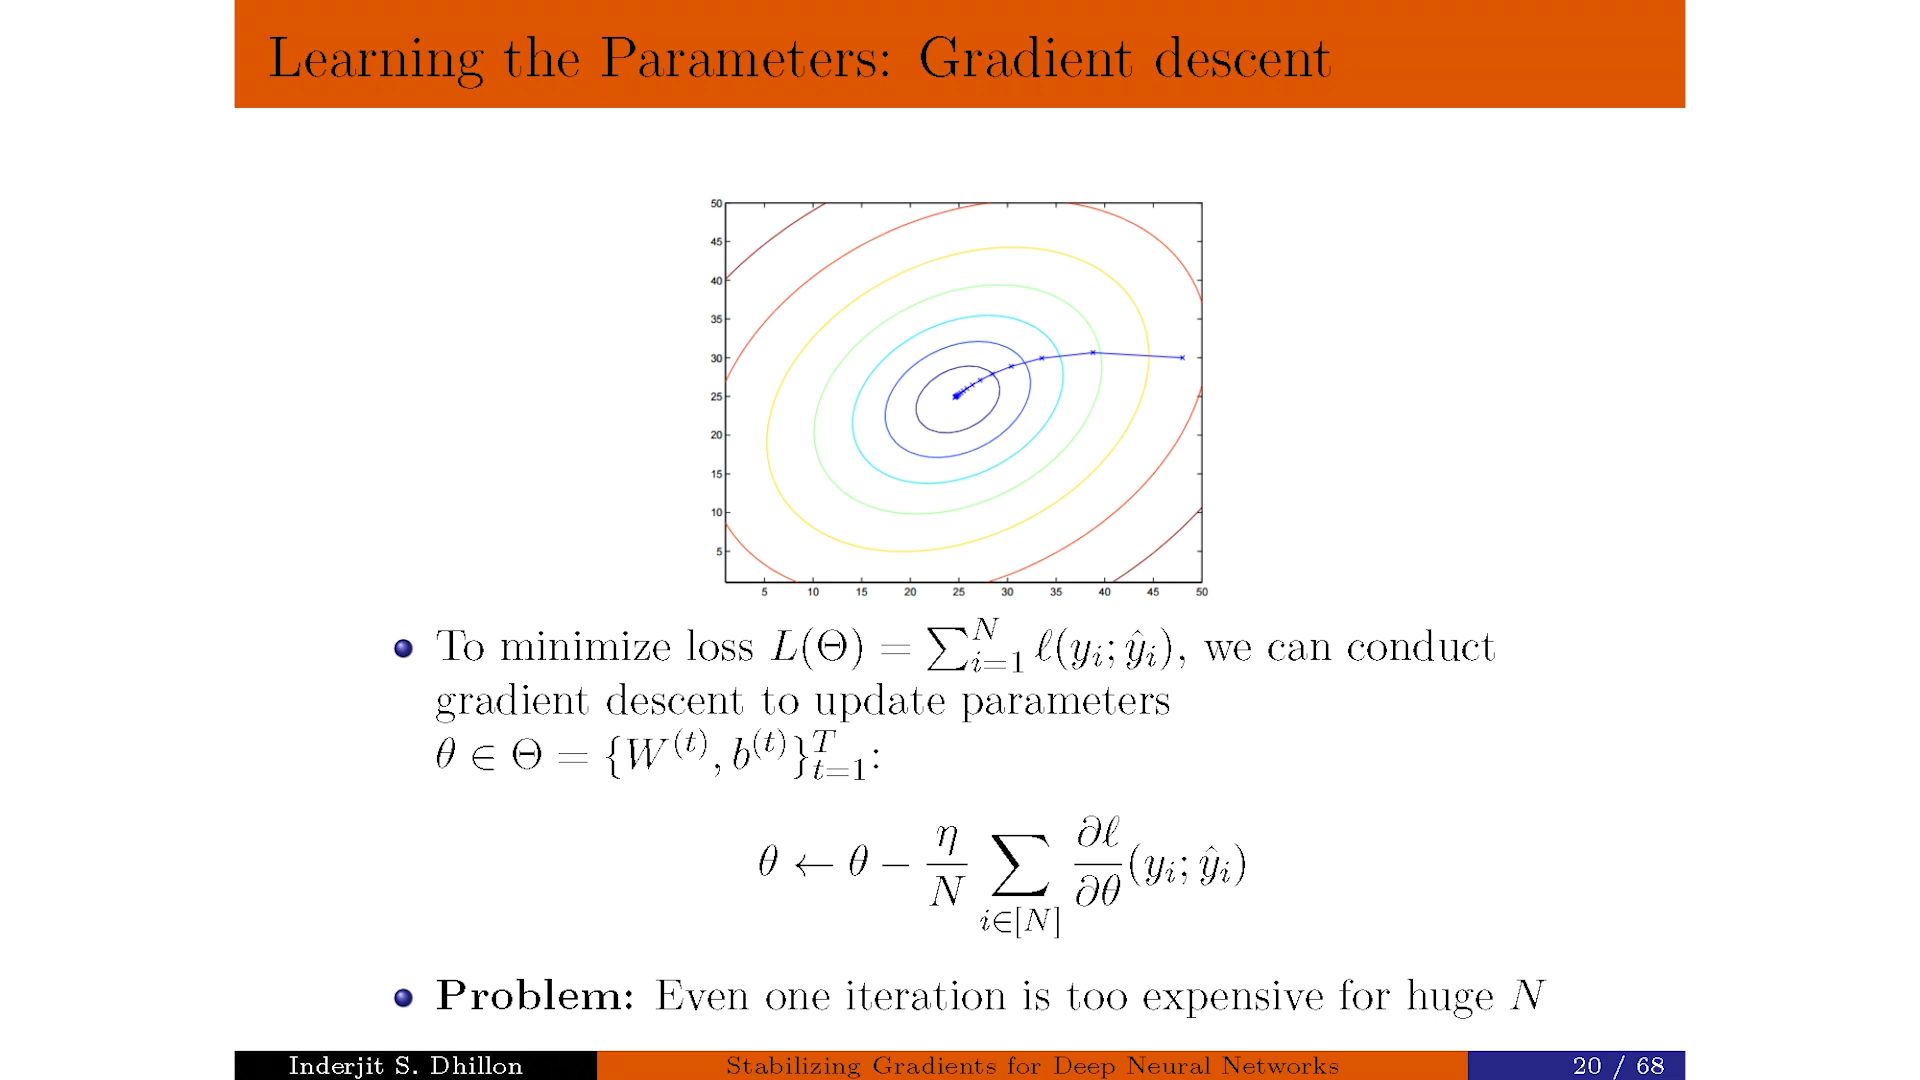 Learning the Parameters: Gradient descent
50
45
40
35
30
25
20
15
10
5
5 10 15 20 25 30 35 40 45 50
To minimize loss L(Θ) = ∑_{i=1}^{N} ℓ(y_i; ŷ_i), we can conduct
gradient descent to update parameters
θ ∈ Θ = {W^{(t)}, b^{(t)}}_{t=1}^{T}:
θ ← θ − \frac{η}{N} ∑_{i∈[N]} \frac{∂ℓ}{∂θ}(y_i; ŷ_i)
Problem: Even one iteration is too expensive for huge N
Inderjit S. Dhillon Stabilizing Gradients for Deep Neural Networks 20 / 68